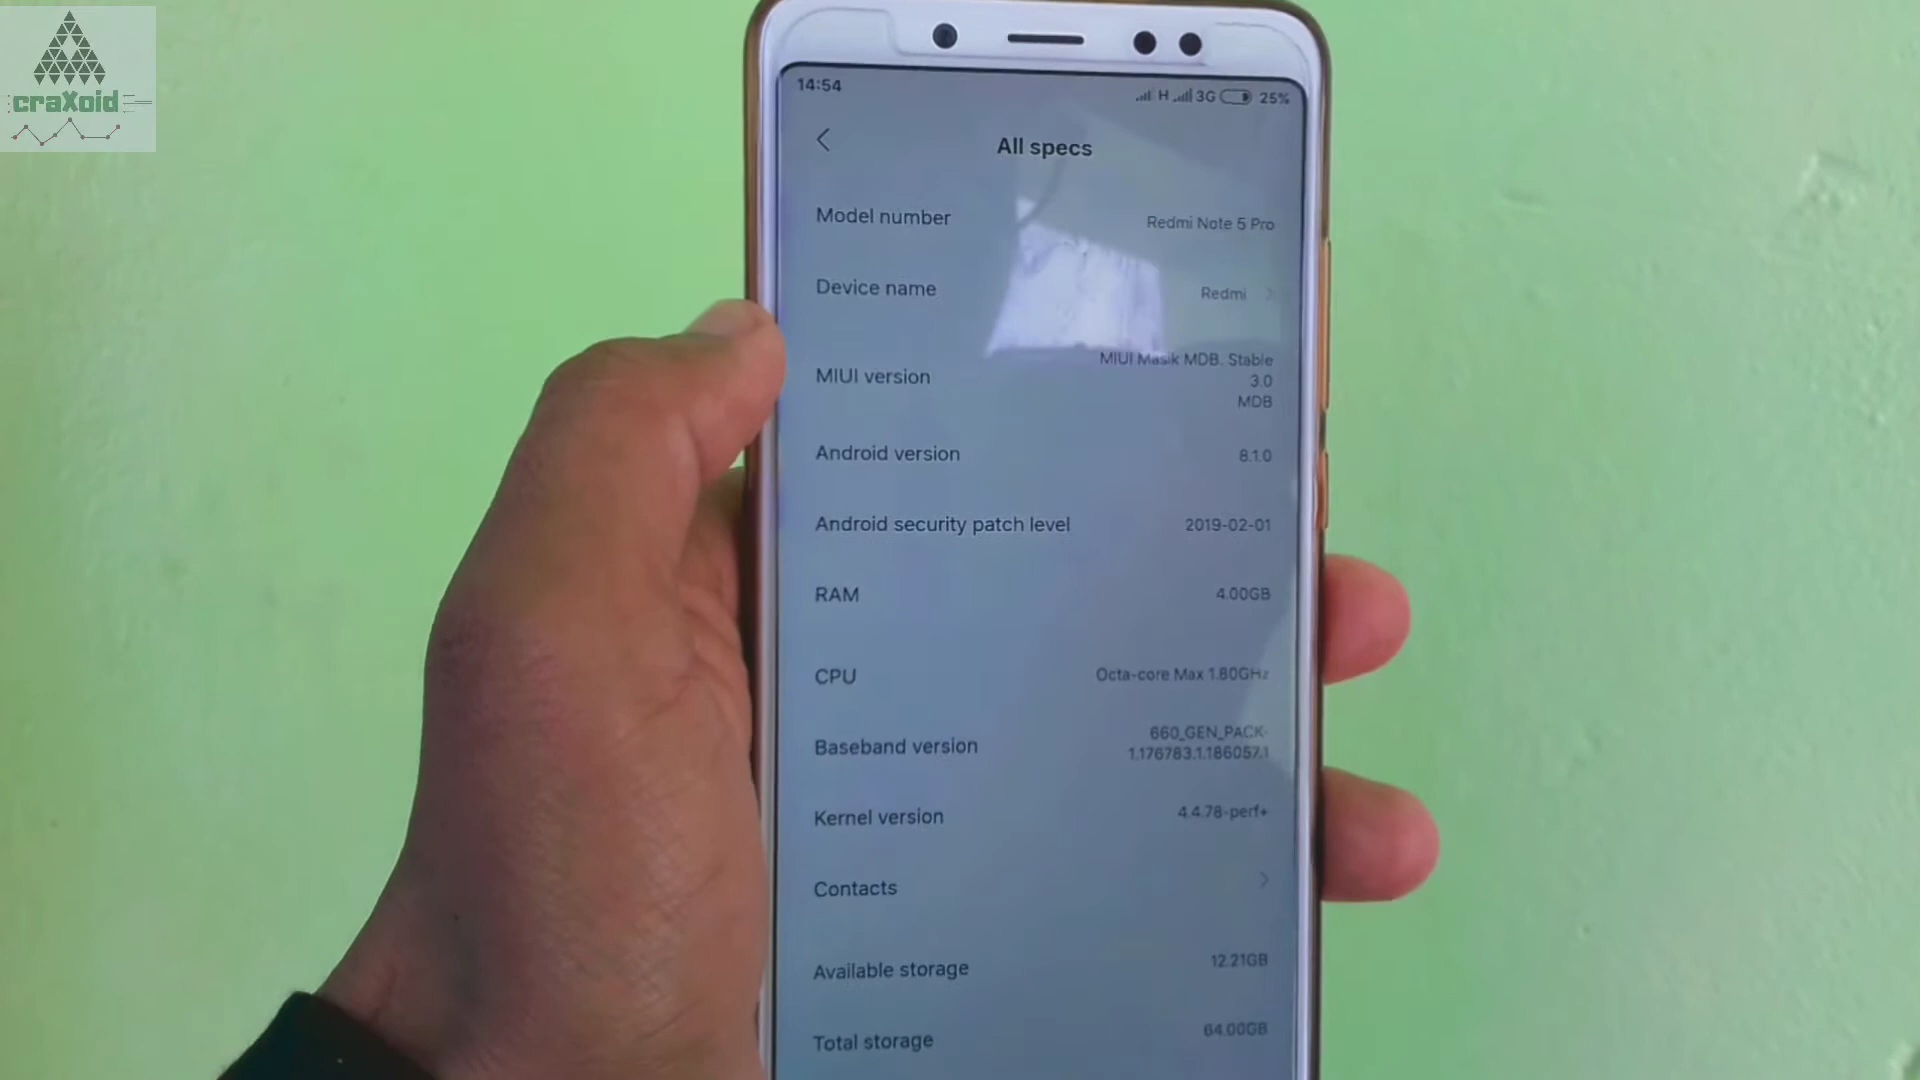 craXoid
14:54
H 3G 25%
All specs
Model number
Redmi Note 5 Pro
Device name
Redmi
MIUI version
MIUI Masik MDB. Stable
3.0
MDB
Android version
8.1.0
Android security patch level
2019-02-01
RAM
4.00GB
CPU
Octa-core Max 1.80GHz
Baseband version
660_GEN_PACK-
1.176783.1.186057.1
Kernel version
4.4.78-perf+
Contacts
Available storage
12.21GB
Total storage
64.00GB